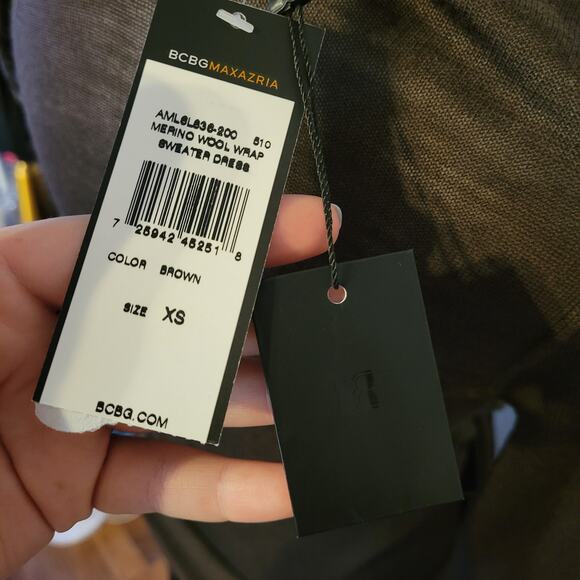 BCBGMAXAZRIA
AML6L636-200 510
MERINO WOOL WRAP
SWEATER DRESS
7 25942 45251 8
COLOR BROWN
SIZE XS
BCBG.COM